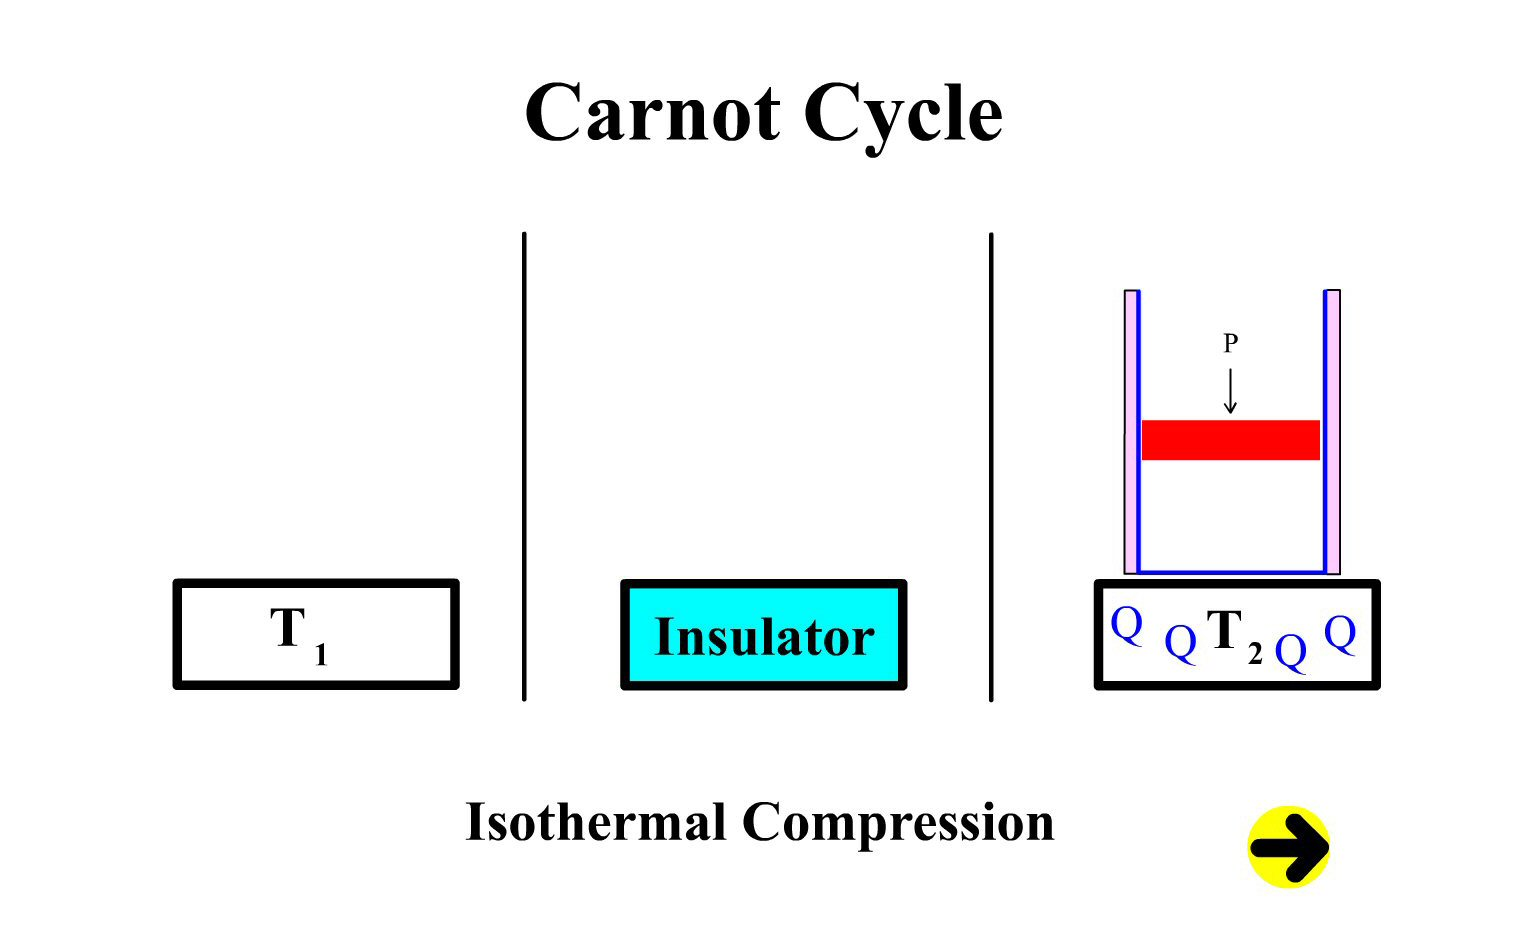 Carnot Cycle
P
T 1
Insulator
Q Q T 2 Q Q
Isothermal Compression